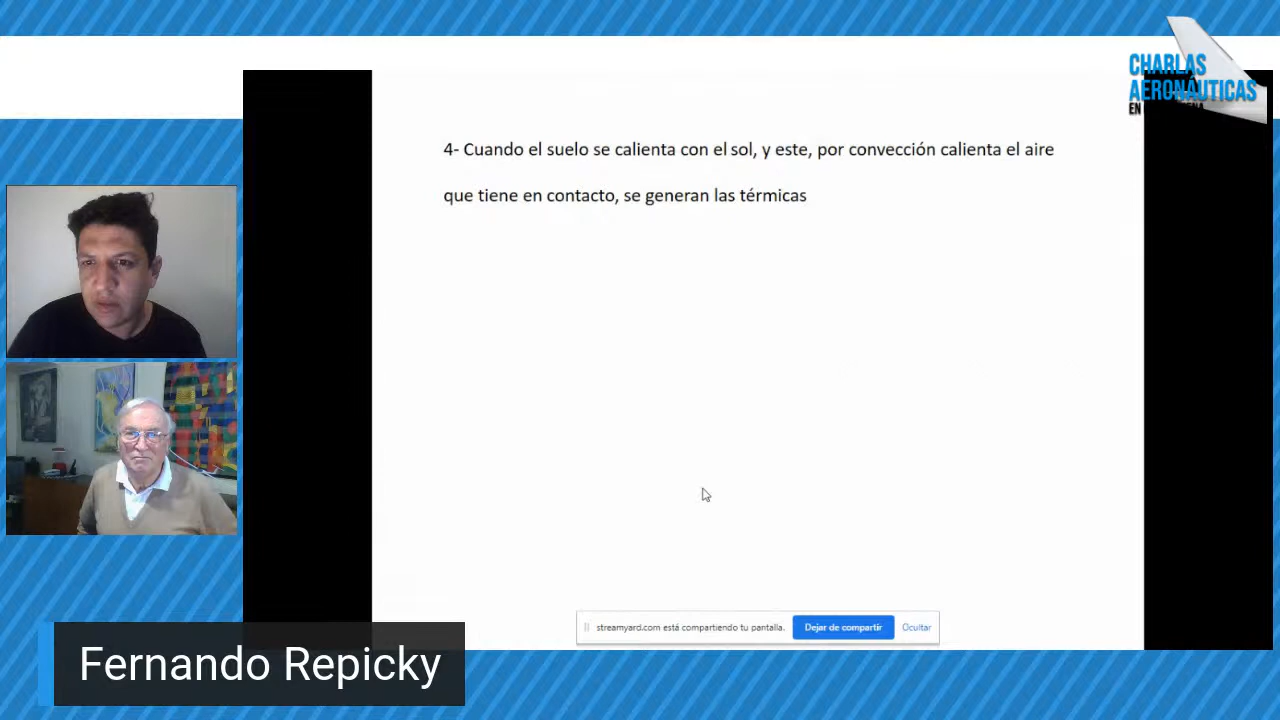 CHARLAS
AERONÁUTICAS
EN
4- Cuando el suelo se calienta con el sol, y este, por convección calienta el aire
que tiene en contacto, se generan las térmicas
streamyard.com está compartiendo tu pantalla.
Dejar de compartir
Ocultar
Fernando Repicky